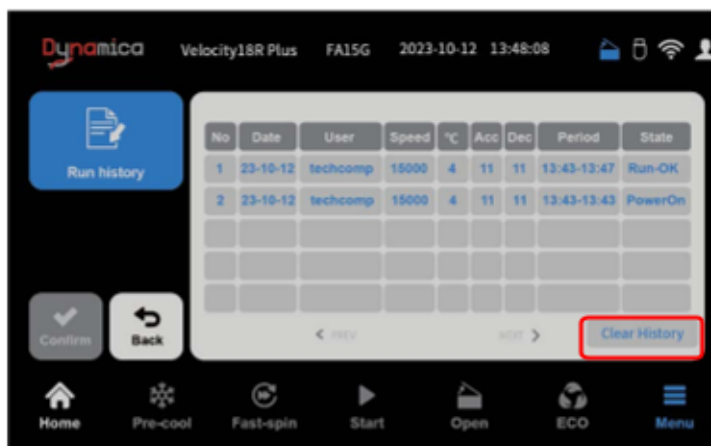 Dynamica Velocity18R Plus FA15G 2023-10-12 13:48:08
Run history
No Date User Speed °C Acc Dec Period State
1 23-10-12 techcomp 15000 4 11 11 13:43-13:47 Run-OK
2 23-10-12 techcomp 15000 4 11 11 13:43-13:43 PowerOn
Confirm Back
< PREV NEXT > Clear History
Home Pre-cool Fast-spin Start Open ECO Menu